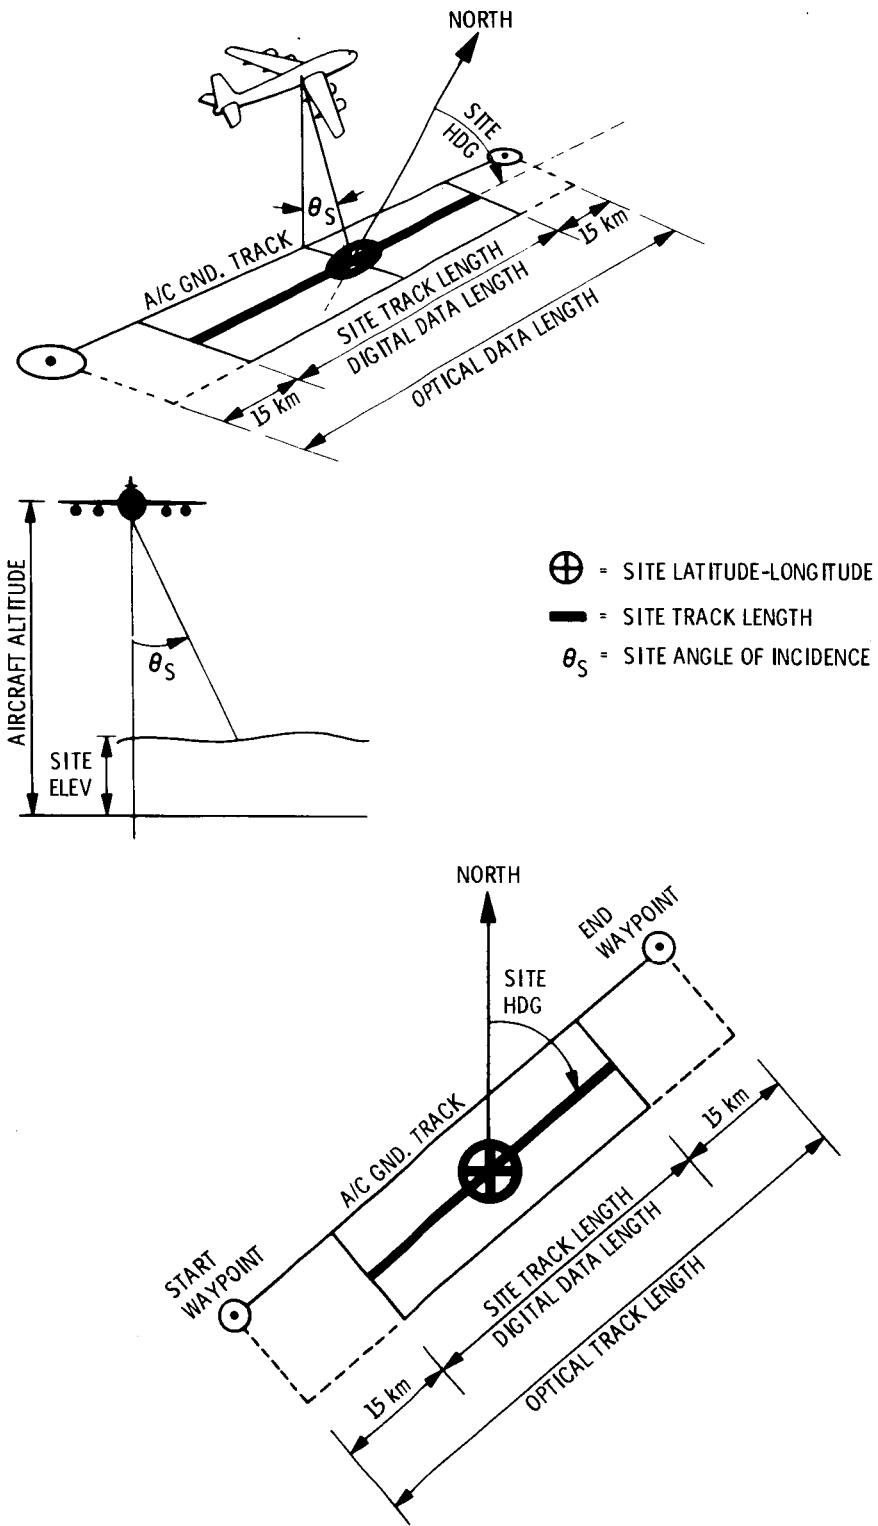 NORTH
SITE
HDG
θS
A/C GND. TRACK
15 km
SITE TRACK LENGTH
DIGITAL DATA LENGTH
OPTICAL DATA LENGTH
15 km
AIRCRAFT ALTITUDE
θS
SITE
ELEV
= SITE LATITUDE-LONGITUDE
= SITE TRACK LENGTH
θS = SITE ANGLE OF INCIDENCE
NORTH
END
WAYPOINT
SITE
HDG
A/C GND. TRACK
15 km
START
WAYPOINT
SITE TRACK LENGTH
DIGITAL DATA LENGTH
OPTICAL TRACK LENGTH
15 km